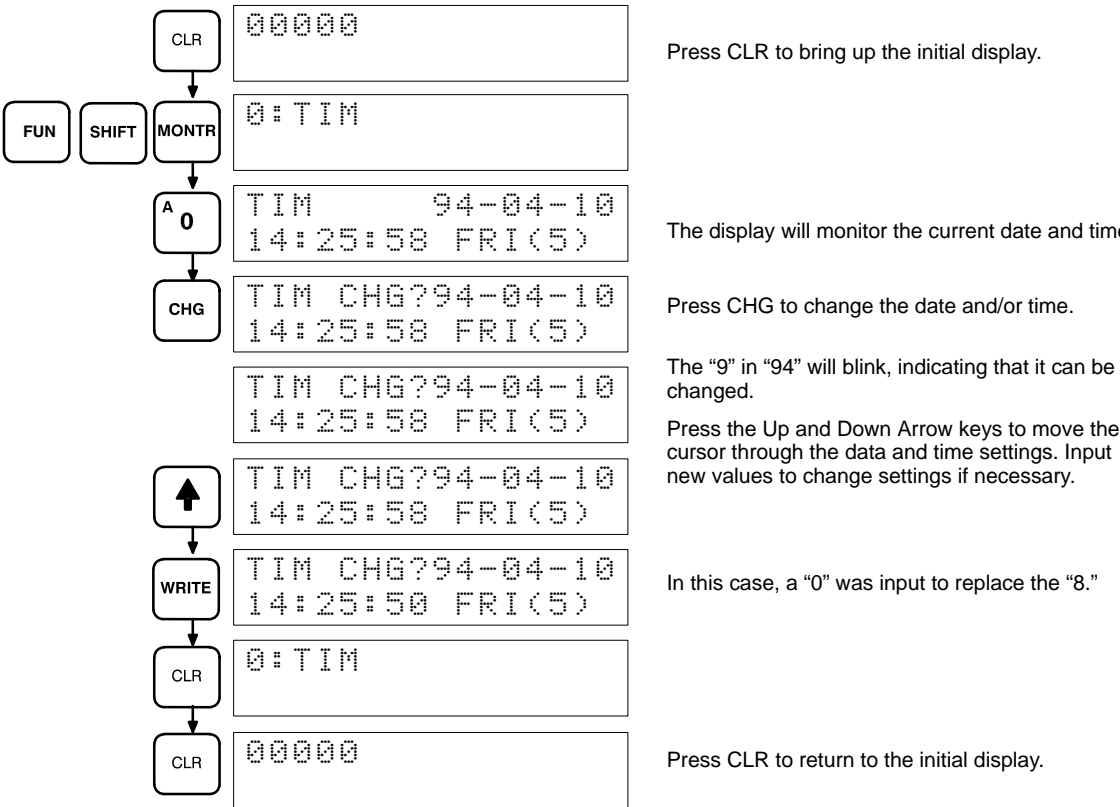 CLR
00000
Press CLR to bring up the initial display.
FUN SHIFT MONTR
0:TIM
A 0
TIM 94-04-10
14:25:58 FRI(5)
The display will monitor the current date and
CHG
TIM CHG?94-04-10
14:25:58 FRI(5)
Press CHG to change the date and/or time.
TIM CHG?94-04-10
14:25:58 FRI(5)
The “9” in “94” will blink, indicating that it can be
changed.
Press the Up and Down Arrow keys to move the
cursor through the data and time settings. Input
new values to change settings if necessary.
TIM CHG?94-04-10
14:25:58 FRI(5)
WRITE
TIM CHG?94-04-10
14:25:50 FRI(5)
In this case, a “0” was input to replace the “8.”
CLR
0:TIM
CLR
00000
Press CLR to return to the initial display.